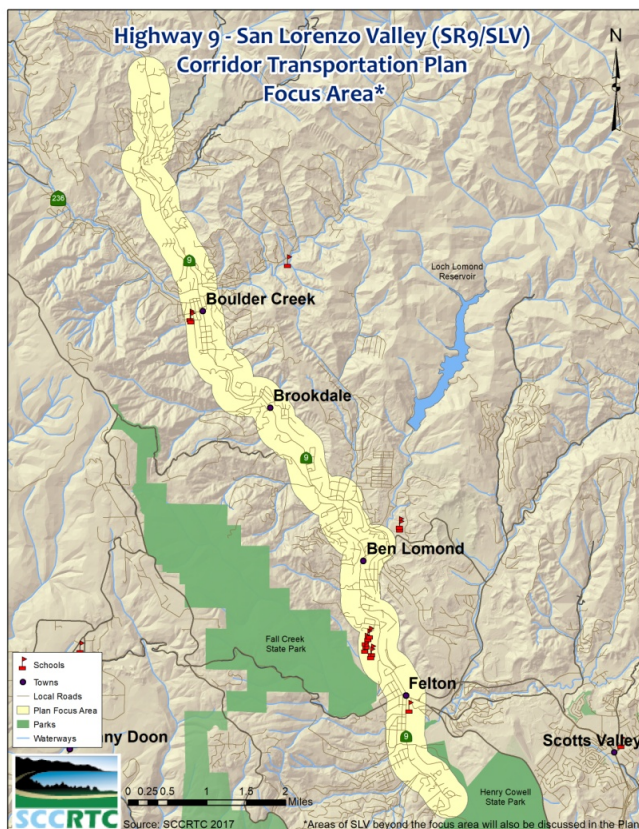 Highway 9 - San Lorenzo Valley (SR9/SLV)
Corridor Transportation Plan
Focus Area*
N
236
9
Loch Lomond
Reservoir
Boulder Creek
Brookdale
9
Ben Lomond
Fall Creek
State Park
Felton
9
Scotts Valley
Henry Cowell
State Park
Schools
Towns
Local Roads
Plan Focus Area
Parks
Waterways
ny Doon
SCCRTC
0 0.25 0.5 1 1.5 2
Miles
Source: SCCRTC 2017
*Areas of SLV beyond the focus area will also be discussed in the Plan